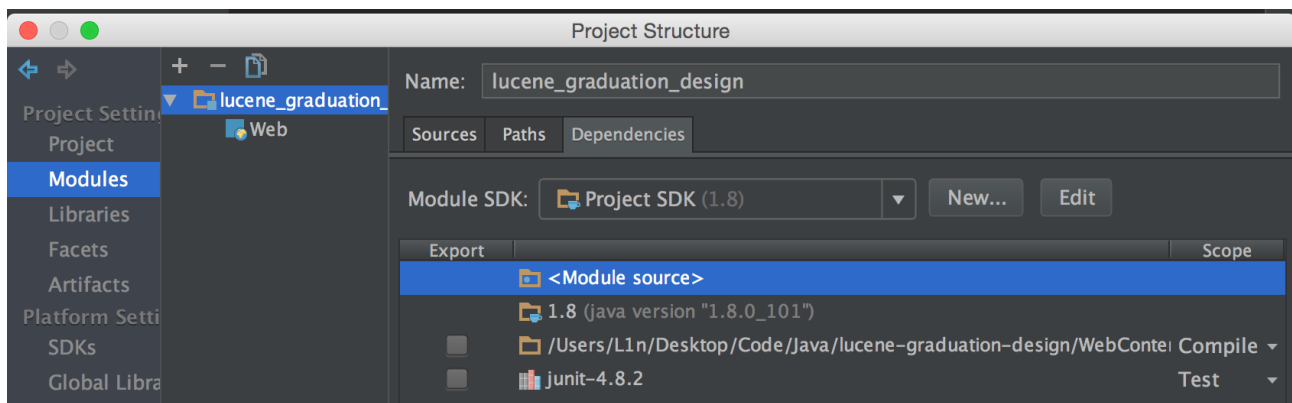 Project Structure
Project Settin
Project
Modules
Libraries
Facets
Artifacts
Platform Setti
SDKs
Global Libra
lucene_graduation_
Web
Name: lucene_graduation_design
Sources Paths Dependencies
Module SDK: Project SDK (1.8) New... Edit
Export Scope
<Module source>
1.8 (java version "1.8.0_101")
/Users/L1n/Desktop/Code/Java/lucene-graduation-design/WebConte Compile
junit-4.8.2 Test